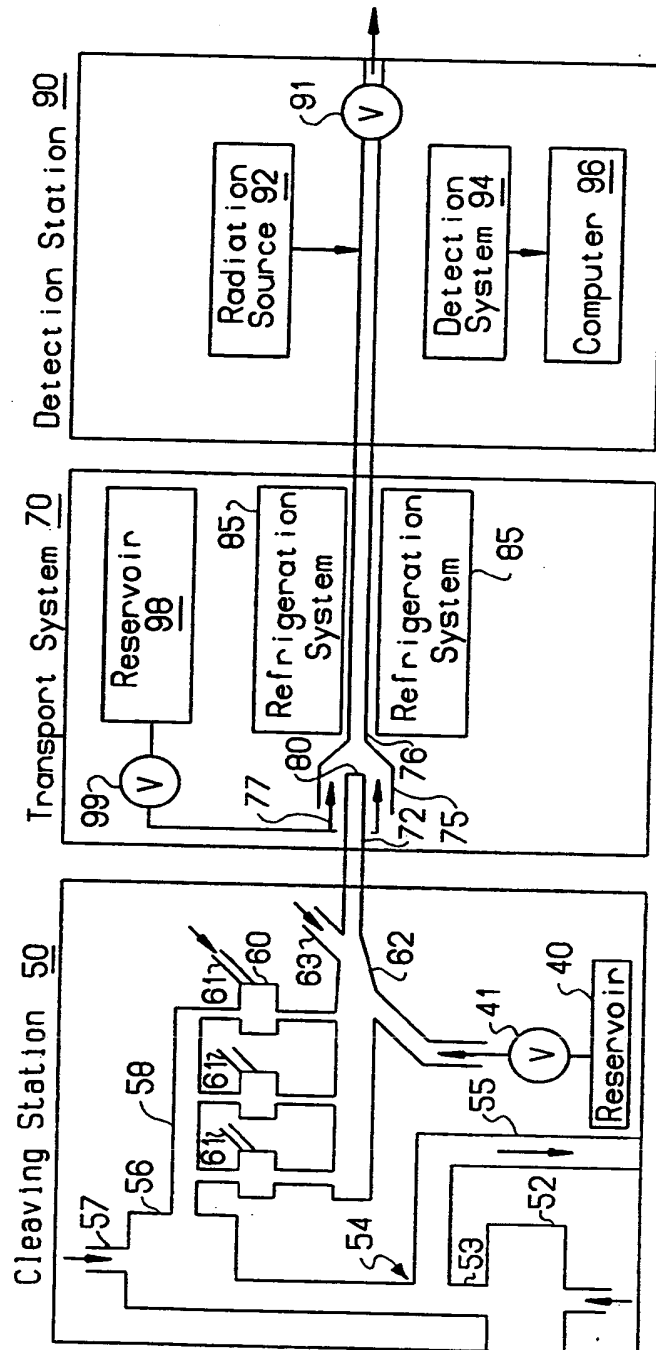 Cleaving Station 50
57
56
58
61
61
61
60
63
62
54
53
52
55
41
V
40
Reservoir
Transport System 70
99
V
Reservoir
98
77
80
72
75
76
85
Refrigeration
System
Refrigeration
System
85
Detection Station 90
Radiation
Source 92
91
V
Detection
System 94
Computer 96